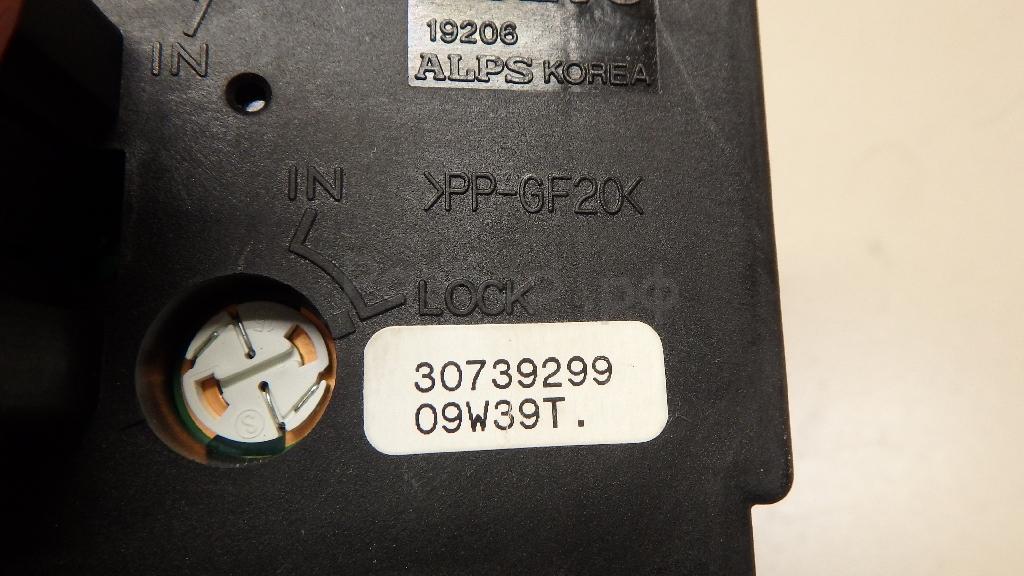 IN
19206
ALPS KOREA
IN
>PP-GF20<
LOCK
30739299
09W39T.